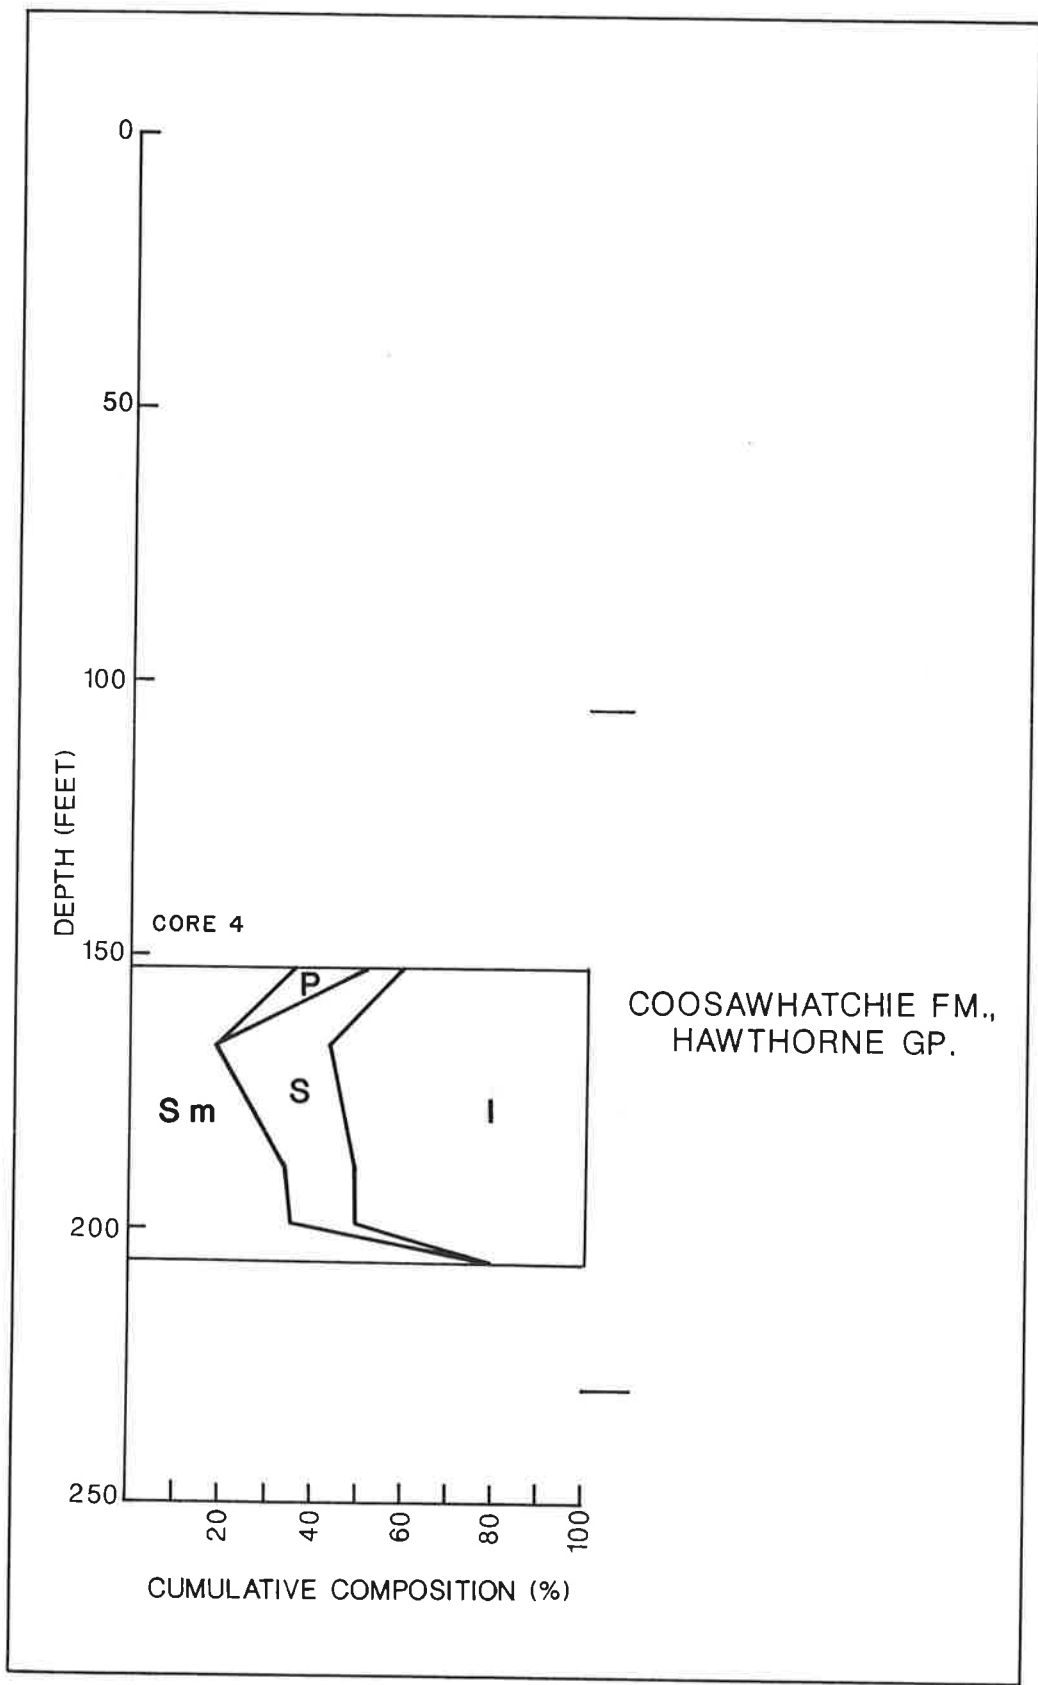 0
50
100
DEPTH (FEET)
CORE 4
150
P
COOSAWHATCHIE FM.,
HAWTHORNE GP.
S
Sm
I
200
250
20 40 60 80 100
CUMULATIVE COMPOSITION (%)